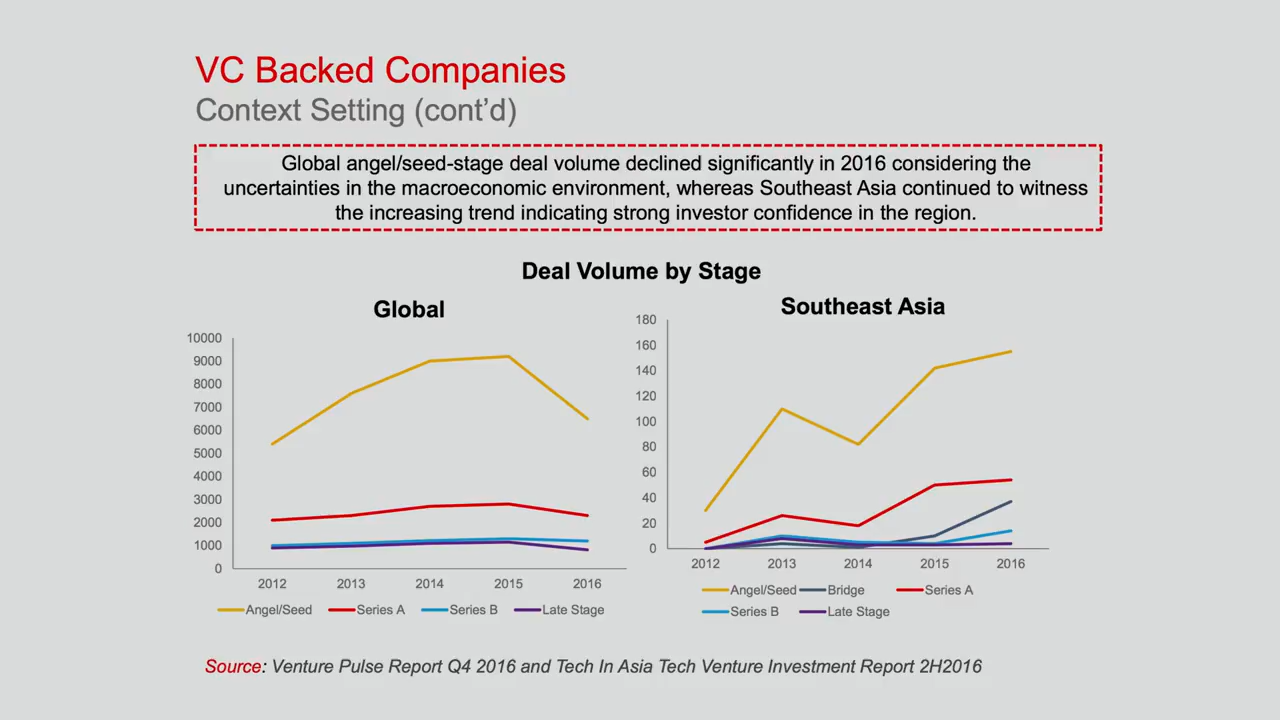 VC Backed Companies
Context Setting (cont’d)
Global angel/seed-stage deal volume declined significantly in 2016 considering the
uncertainties in the macroeconomic environment, whereas Southeast Asia continued to witness
the increasing trend indicating strong investor confidence in the region.
Deal Volume by Stage
Global
10000
9000
8000
7000
6000
5000
4000
3000
2000
1000
0
2012 2013 2014 2015 2016
Angel/Seed Series A Series B Late Stage
Southeast Asia
180
160
140
120
100
80
60
40
20
0
2012 2013 2014 2015 2016
Angel/Seed Bridge Series A
Series B Late Stage
Source: Venture Pulse Report Q4 2016 and Tech In Asia Tech Venture Investment Report 2H2016